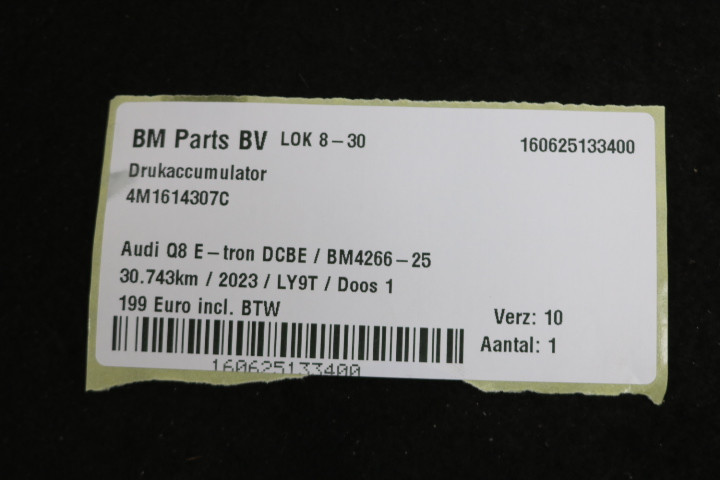 BM Parts BV LOK 8-30 160625133400
Drukaccumulator
4M1614307C
Audi Q8 E-tron DCBE / BM4266-25
30.743km / 2023 / LY9T / Doos 1
199 Euro incl. BTW
Verz: 10
Aantal: 1
160625133400